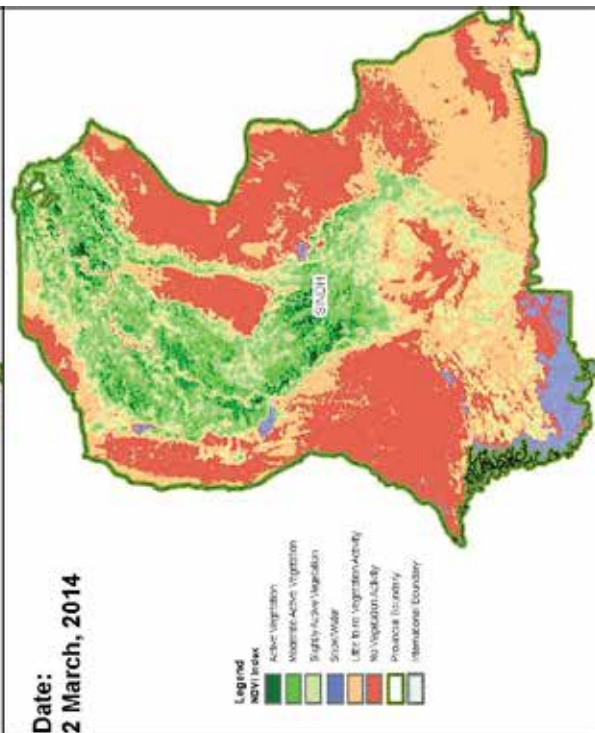 Date:
2 March, 2014
SINDH
Legend
NDVI Index
Active Vegetation
Moderate Active Vegetation
Slightly Active Vegetation
Snow/Water
Little to no Vegetation Activity
No Vegetation Activity
Provincial Boundary
International Boundary